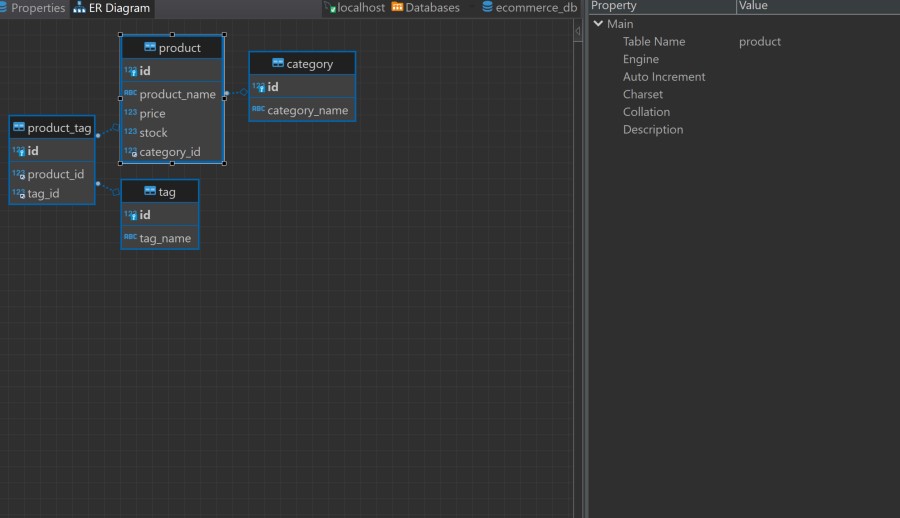 Properties ER Diagram localhost Databases ecommerce_db
Property Value
Main
Table Name product
Engine
Auto Increment
Charset
Collation
Description
product
123 id
ABC product_name
123 price
123 stock
123 category_id
category
123 id
ABC category_name
product_tag
123 id
123 product_id
123 tag_id
tag
123 id
ABC tag_name